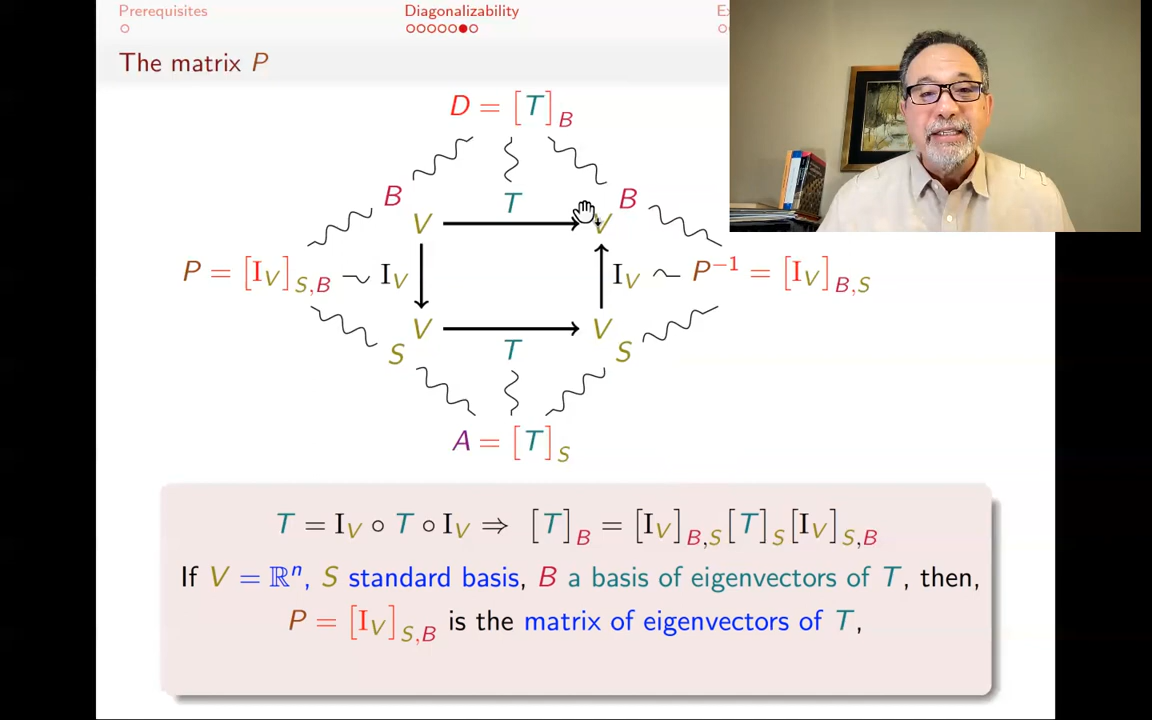 Prerequisites
Diagonalizability
The matrix P
D = [T]_B
B
T
B
V
V
P = [I_V]_{S,B}
I_V
I_V
P^{-1} = [I_V]_{B,S}
V
V
S
T
S
A = [T]_S
T = I_V ∘ T ∘ I_V ⇒ [T]_B = [I_V]_{B,S}[T]_S[I_V]_{S,B}
If V = ℝ^n, S standard basis, B a basis of eigenvectors of T, then,
P = [I_V]_{S,B} is the matrix of eigenvectors of T,